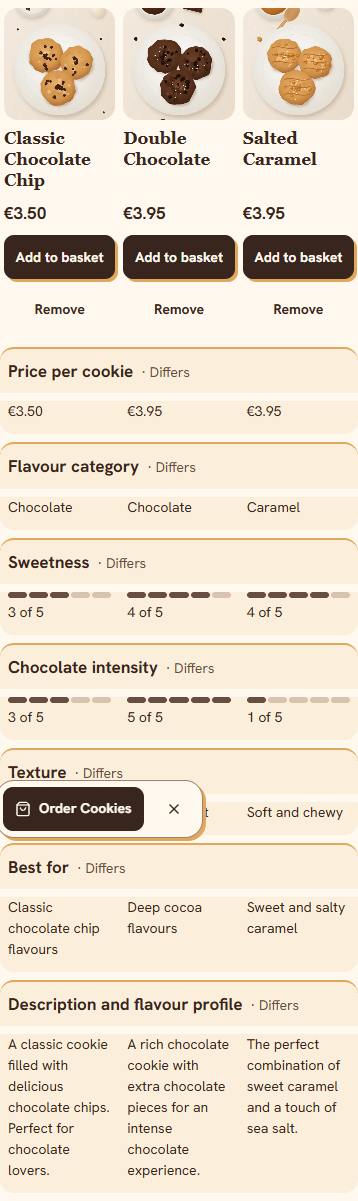 Classic
Chocolate
Chip
Double
Chocolate
Salted
Caramel
€3.50
€3.95
€3.95
Add to basket
Add to basket
Add to basket
Remove
Remove
Remove
Price per cookie · Differs
€3.50
€3.95
€3.95
Flavour category · Differs
Chocolate
Chocolate
Caramel
Sweetness · Differs
3 of 5
4 of 5
4 of 5
Chocolate intensity · Differs
3 of 5
5 of 5
1 of 5
Texture · Differs
Soft and chewy
Order Cookies
Best for · Differs
Classic
chocolate chip
flavours
Deep cocoa
flavours
Sweet and salty
caramel
Description and flavour profile · Differs
A classic cookie
filled with
delicious
chocolate chips.
Perfect for
chocolate
lovers.
A rich chocolate
cookie with
extra chocolate
pieces for an
intense
chocolate
experience.
The perfect
combination of
sweet caramel
and a touch of
sea salt.